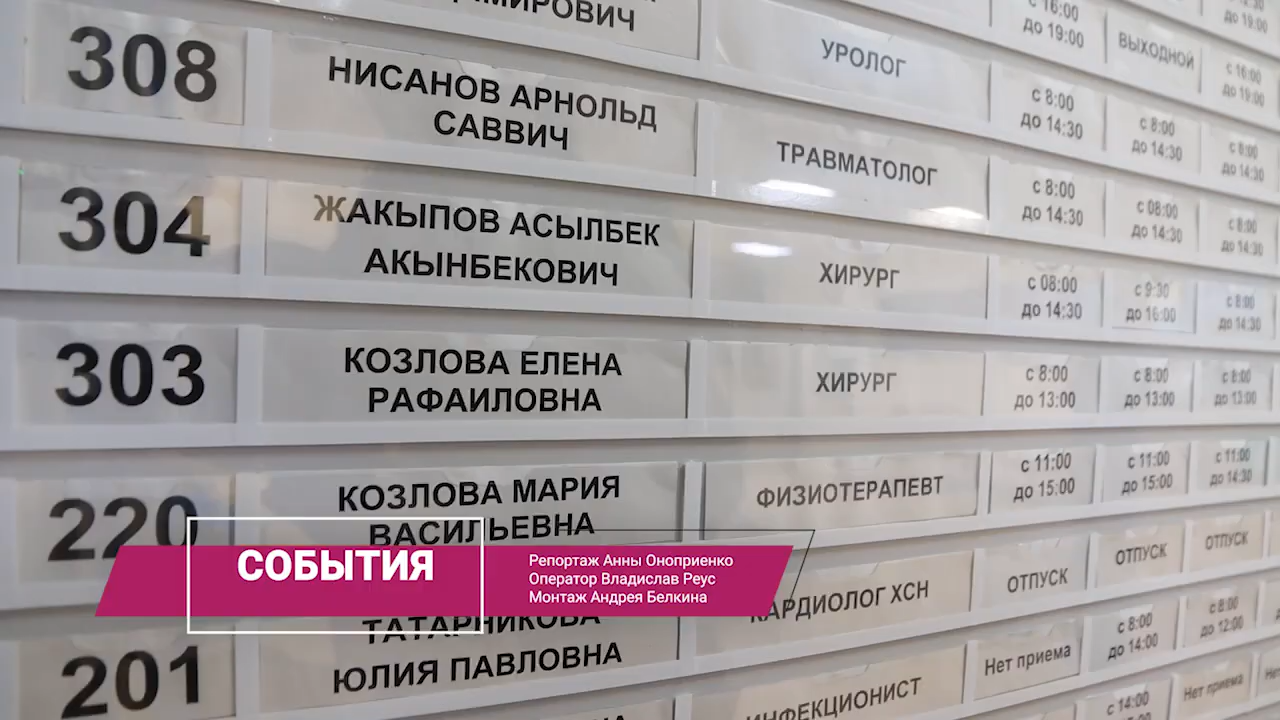 ВЛАДИМИРОВИЧ
УРОЛОГ
с 16:00
до 19:00
ВЫХОДНОЙ
до 19:00
308
НИСАНОВ АРНОЛЬД
САВВИЧ
ТРАВМАТОЛОГ
с 8:00
до 14:30
с 8:00
до 14:30
с 16:00
до 19:00
304
ЖАКЫПОВ АСЫЛБЕК
АКЫНБЕКОВИЧ
ХИРУРГ
с 8:00
до 14:30
с 08:00
до 14:30
с 8:00
до 14:30
303
КОЗЛОВА ЕЛЕНА
РАФАИЛОВНА
ХИРУРГ
с 08:00
до 14:30
с 9:30
до 16:00
с 8:00
до 14:30
с 8:00
до 13:00
с 8:00
до 13:00
с 8:00
до 13:00
220
КОЗЛОВА МАРИЯ
ВАСИЛЬЕВНА
ФИЗИОТЕРАПЕВТ
с 11:00
до 15:00
с 11:00
до 15:00
с 11:00
до 14:30
СОБЫТИЯ
Репортаж Анны Оноприенко
Оператор Владислав Реус
Монтаж Андрея Белкина
201
ТАТАРНИКОВА
ЮЛИЯ ПАВЛОВНА
КАРДИОЛОГ ХСН
ОТПУСК
ОТПУСК
ОТПУСК
ИНФЕКЦИОНИСТ
Нет приема
с 8:00
до 14:00
с 8:00
до 12:00
с 14:00
Нет приема